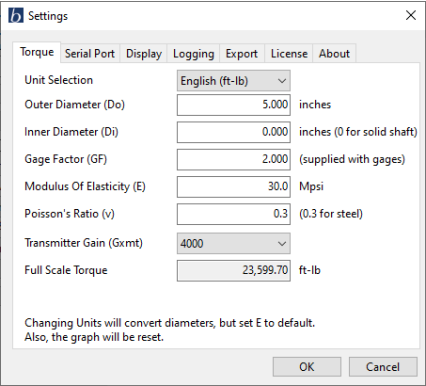 b Settings
Torque Serial Port Display Logging Export License About
Unit Selection English (ft-lb)
Outer Diameter (Do) 5.000 inches
Inner Diameter (Di) 0.000 inches (0 for solid shaft)
Gage Factor (GF) 2.000 (supplied with gages)
Modulus Of Elasticity (E) 30.0 Mpsi
Poisson's Ratio (v) 0.3 (0.3 for steel)
Transmitter Gain (Gxmt) 4000
Full Scale Torque 23,599.70 ft-lb
Changing Units will convert diameters, but set E to default.
Also, the graph will be reset.
OK Cancel